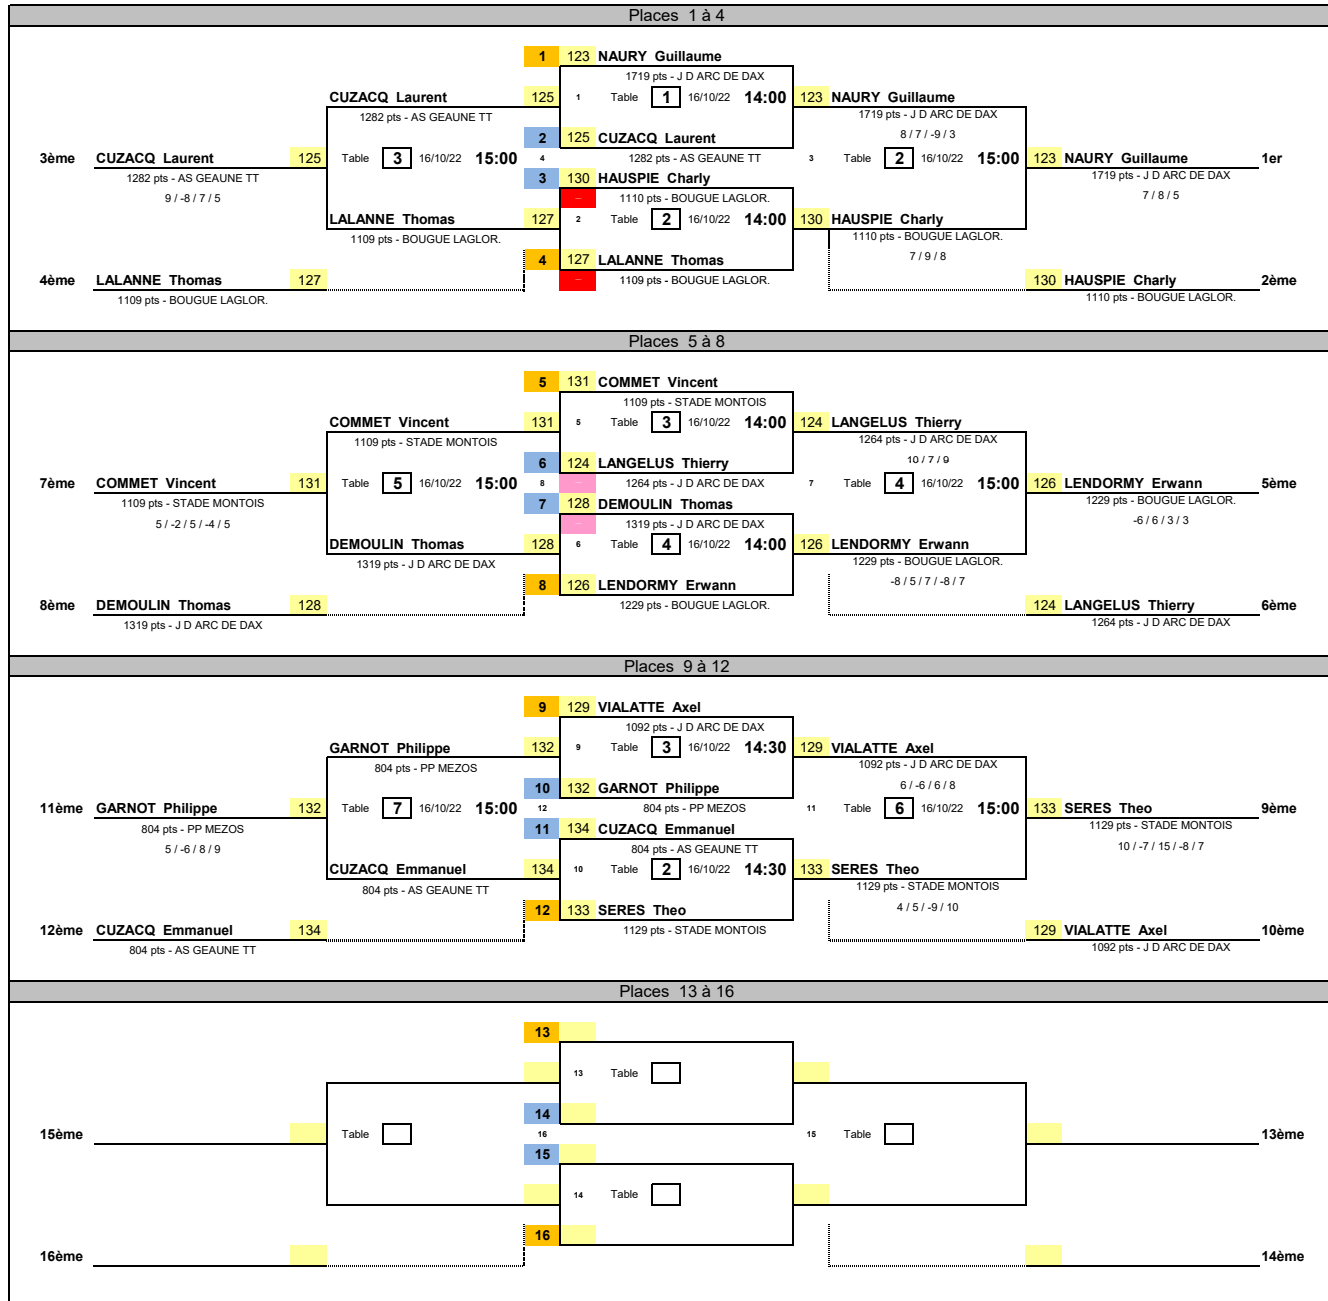 Places 1 à 4
1 123 NAURY Guillaume
1719 pts - J D ARC DE DAX
CUZACQ Laurent 125 1 Table 1 16/10/22 14:00 123 NAURY Guillaume
1282 pts - AS GEAUNE TT 1719 pts - J D ARC DE DAX
8 / 7 / -9 / 3
2 125 CUZACQ Laurent
3ème CUZACQ Laurent 125 Table 3 16/10/22 15:00 4 1282 pts - AS GEAUNE TT 3 Table 2 16/10/22 15:00 123 NAURY Guillaume 1er
1282 pts - AS GEAUNE TT 3 130 HAUSPIE Charly 1719 pts - J D ARC DE DAX
9 / -8 / 7 / 5 1110 pts - BOUGUE LAGLOR. 7 / 8 / 5
LALANNE Thomas 127 2 Table 2 16/10/22 14:00 130 HAUSPIE Charly
1109 pts - BOUGUE LAGLOR. 1110 pts - BOUGUE LAGLOR.
7 / 9 / 8
4 127 LALANNE Thomas
4ème LALANNE Thomas 127 1109 pts - BOUGUE LAGLOR. 130 HAUSPIE Charly 2ème
1109 pts - BOUGUE LAGLOR. 1110 pts - BOUGUE LAGLOR.
Places 5 à 8
5 131 COMMET Vincent
1109 pts - STADE MONTOIS
COMMET Vincent 131 5 Table 3 16/10/22 14:00 124 LANGELUS Thierry
1109 pts - STADE MONTOIS 1264 pts - J D ARC DE DAX
10 / 7 / 9
6 124 LANGELUS Thierry
7ème COMMET Vincent 131 Table 5 16/10/22 15:00 8 1264 pts - J D ARC DE DAX 7 Table 4 16/10/22 15:00 126 LENDORMY Erwann 5ème
1109 pts - STADE MONTOIS 7 128 DEMOULIN Thomas 1229 pts - BOUGUE LAGLOR.
5 / -2 / 5 / -4 / 5 1319 pts - J D ARC DE DAX -6 / 6 / 3 / 3
DEMOULIN Thomas 128 6 Table 4 16/10/22 14:00 126 LENDORMY Erwann
1319 pts - J D ARC DE DAX 1229 pts - BOUGUE LAGLOR.
-8 / 5 / 7 / -8 / 7
8 126 LENDORMY Erwann
8ème DEMOULIN Thomas 128 1229 pts - BOUGUE LAGLOR. 124 LANGELUS Thierry 6ème
1319 pts - J D ARC DE DAX 1264 pts - J D ARC DE DAX
Places 9 à 12
9 129 VIALATTE Axel
1092 pts - J D ARC DE DAX
GARNOT Philippe 132 9 Table 3 16/10/22 14:30 129 VIALATTE Axel
804 pts - PP MEZOS 1092 pts - J D ARC DE DAX
6 / -6 / 6 / 8
10 132 GARNOT Philippe
11ème GARNOT Philippe 132 Table 7 16/10/22 15:00 12 804 pts - PP MEZOS 11 Table 6 16/10/22 15:00 133 SERES Theo 9ème
804 pts - PP MEZOS 11 134 CUZACQ Emmanuel 1129 pts - STADE MONTOIS
5 / -6 / 8 / 9 804 pts - AS GEAUNE TT 10 / -7 / 15 / -8 / 7
CUZACQ Emmanuel 134 10 Table 2 16/10/22 14:30 133 SERES Theo
804 pts - AS GEAUNE TT 1129 pts - STADE MONTOIS
4 / 5 / -9 / 10
12 133 SERES Theo
12ème CUZACQ Emmanuel 134 1129 pts - STADE MONTOIS 129 VIALATTE Axel 10ème
804 pts - AS GEAUNE TT 1092 pts - J D ARC DE DAX
Places 13 à 16
13
13 Table
14
15ème Table 16 15 Table 13ème
15
14 Table
16
16ème 14ème